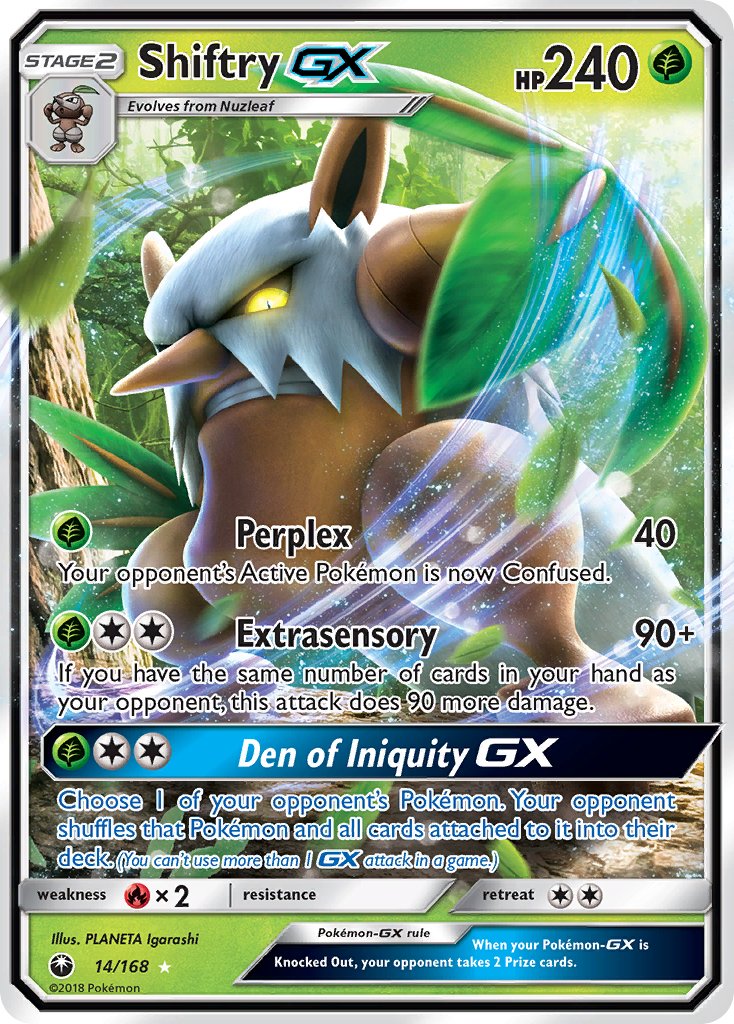 STAGE2 Shiftry GX HP240
Evolves from Nuzleaf
Perplex 40
Your opponent's Active Pokémon is now Confused.
Extrasensory 90+
If you have the same number of cards in your hand as
your opponent, this attack does 90 more damage.
Den of Iniquity GX
Choose 1 of your opponent's Pokémon. Your opponent
shuffles that Pokémon and all cards attached to it into their
deck. (You can't use more than 1 GX attack in a game.)
weakness ×2 resistance retreat
Illus. PLANETA Igarashi
14/168
©2018 Pokémon
Pokémon-GX rule
When your Pokémon-GX is
Knocked Out, your opponent takes 2 Prize cards.